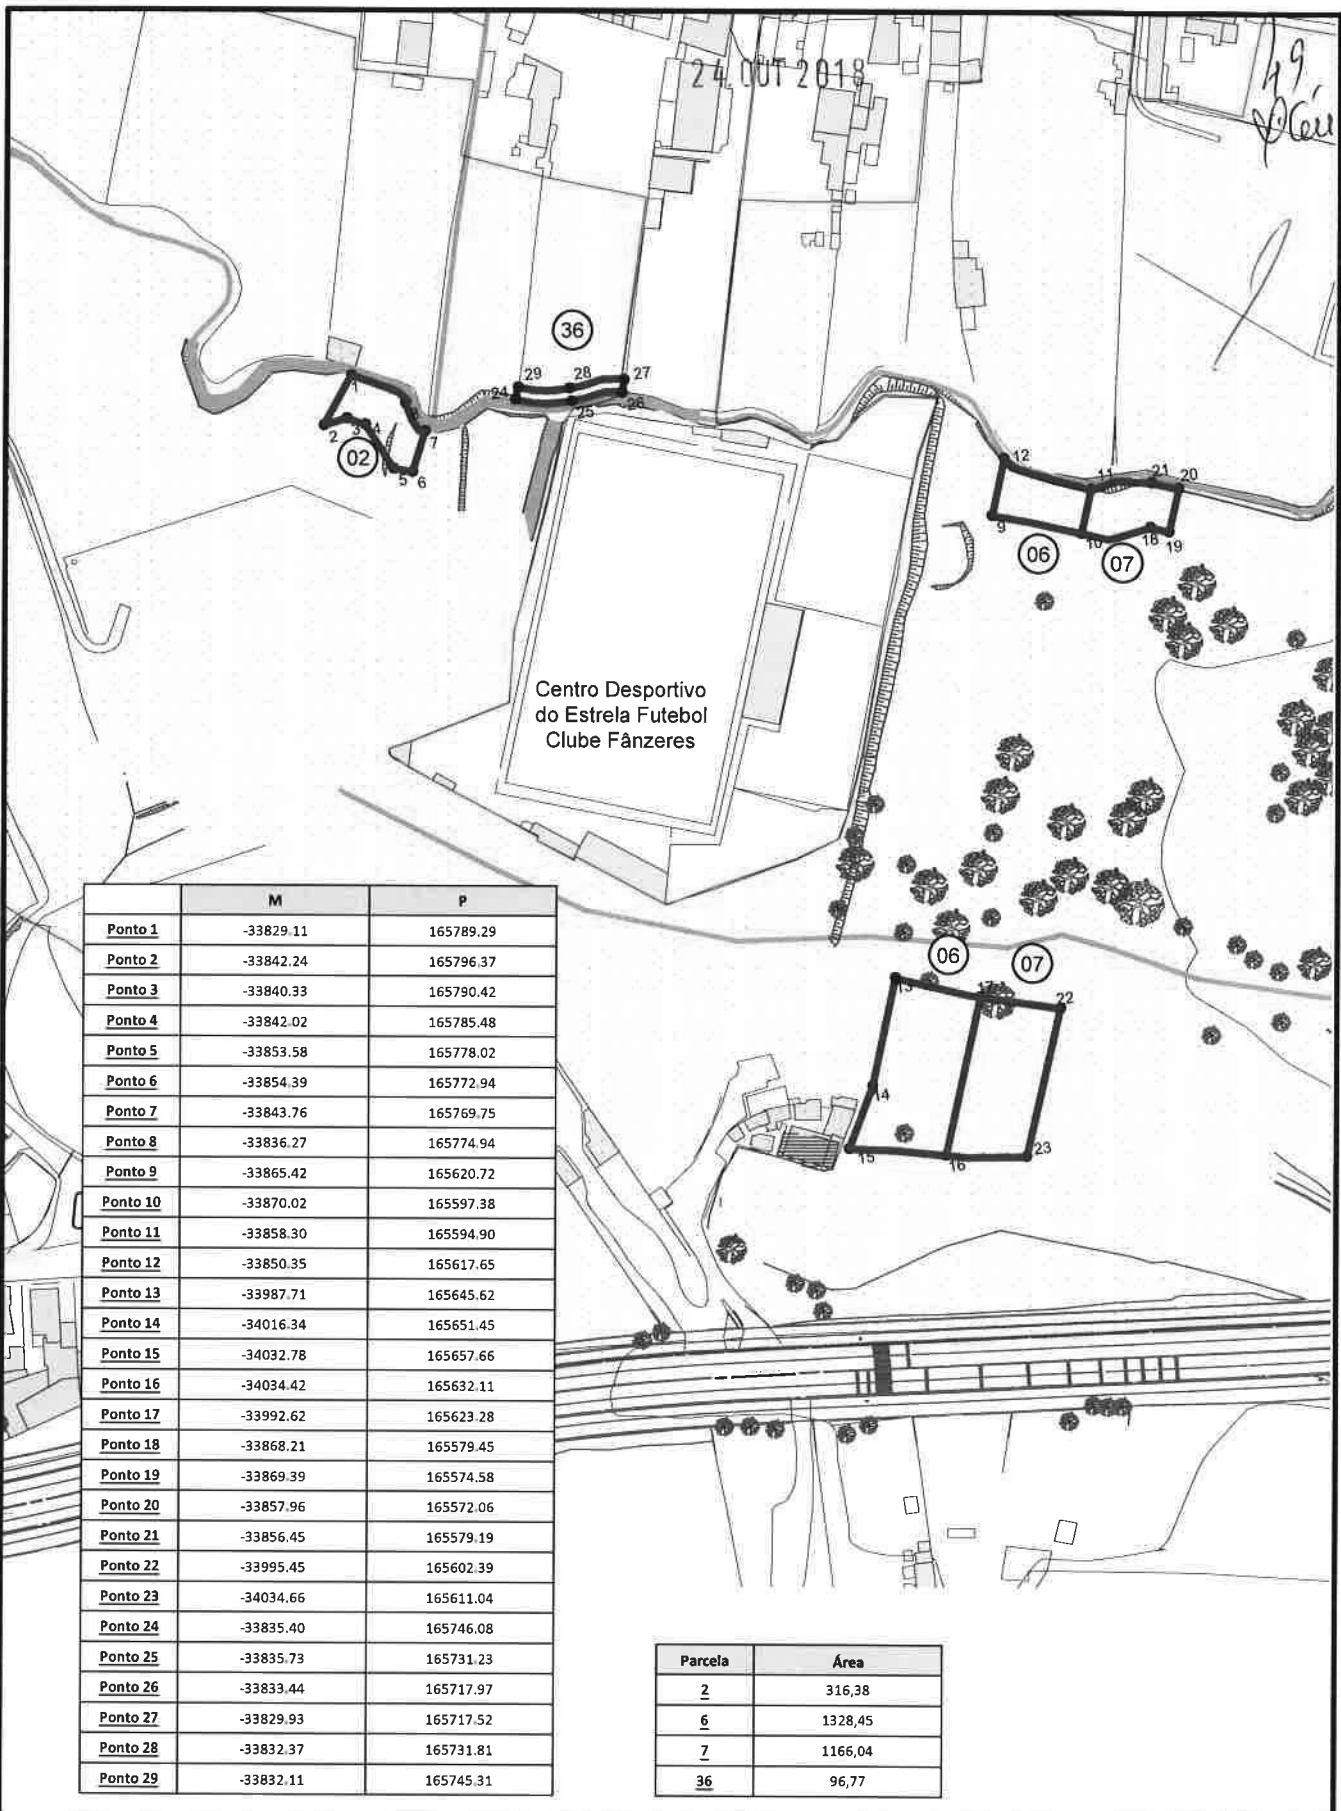 24. OUT 2018
49,
36
29
28
27
24
25
26
1
2
3
4
8
7
02
5
6
12
11
21
20
9
10
18
19
06
07
Centro Desportivo
do Estrela Futebol
Clube Fânzeres
06
07
13
17
22
14
15
16
23
M P
Ponto 1 -33829.11 165789.29
Ponto 2 -33842.24 165796.37
Ponto 3 -33840.33 165790.42
Ponto 4 -33842.02 165785.48
Ponto 5 -33853.58 165778.02
Ponto 6 -33854.39 165772.94
Ponto 7 -33843.76 165769.75
Ponto 8 -33836.27 165774.94
Ponto 9 -33865.42 165620.72
Ponto 10 -33870.02 165597.38
Ponto 11 -33858.30 165594.90
Ponto 12 -33850.35 165617.65
Ponto 13 -33987.71 165645.62
Ponto 14 -34016.34 165651.45
Ponto 15 -34032.78 165657.66
Ponto 16 -34034.42 165632.11
Ponto 17 -33992.62 165623.28
Ponto 18 -33868.21 165579.45
Ponto 19 -33869.39 165574.58
Ponto 20 -33857.96 165572.06
Ponto 21 -33856.45 165579.19
Ponto 22 -33995.45 165602.39
Ponto 23 -34034.66 165611.04
Ponto 24 -33835.40 165746.08
Ponto 25 -33835.73 165731.23
Ponto 26 -33833.44 165717.97
Ponto 27 -33829.93 165717.52
Ponto 28 -33832.37 165731.81
Ponto 29 -33832.11 165745.31
Parcela Área
2 316,38
6 1328,45
7 1166,04
36 96,77